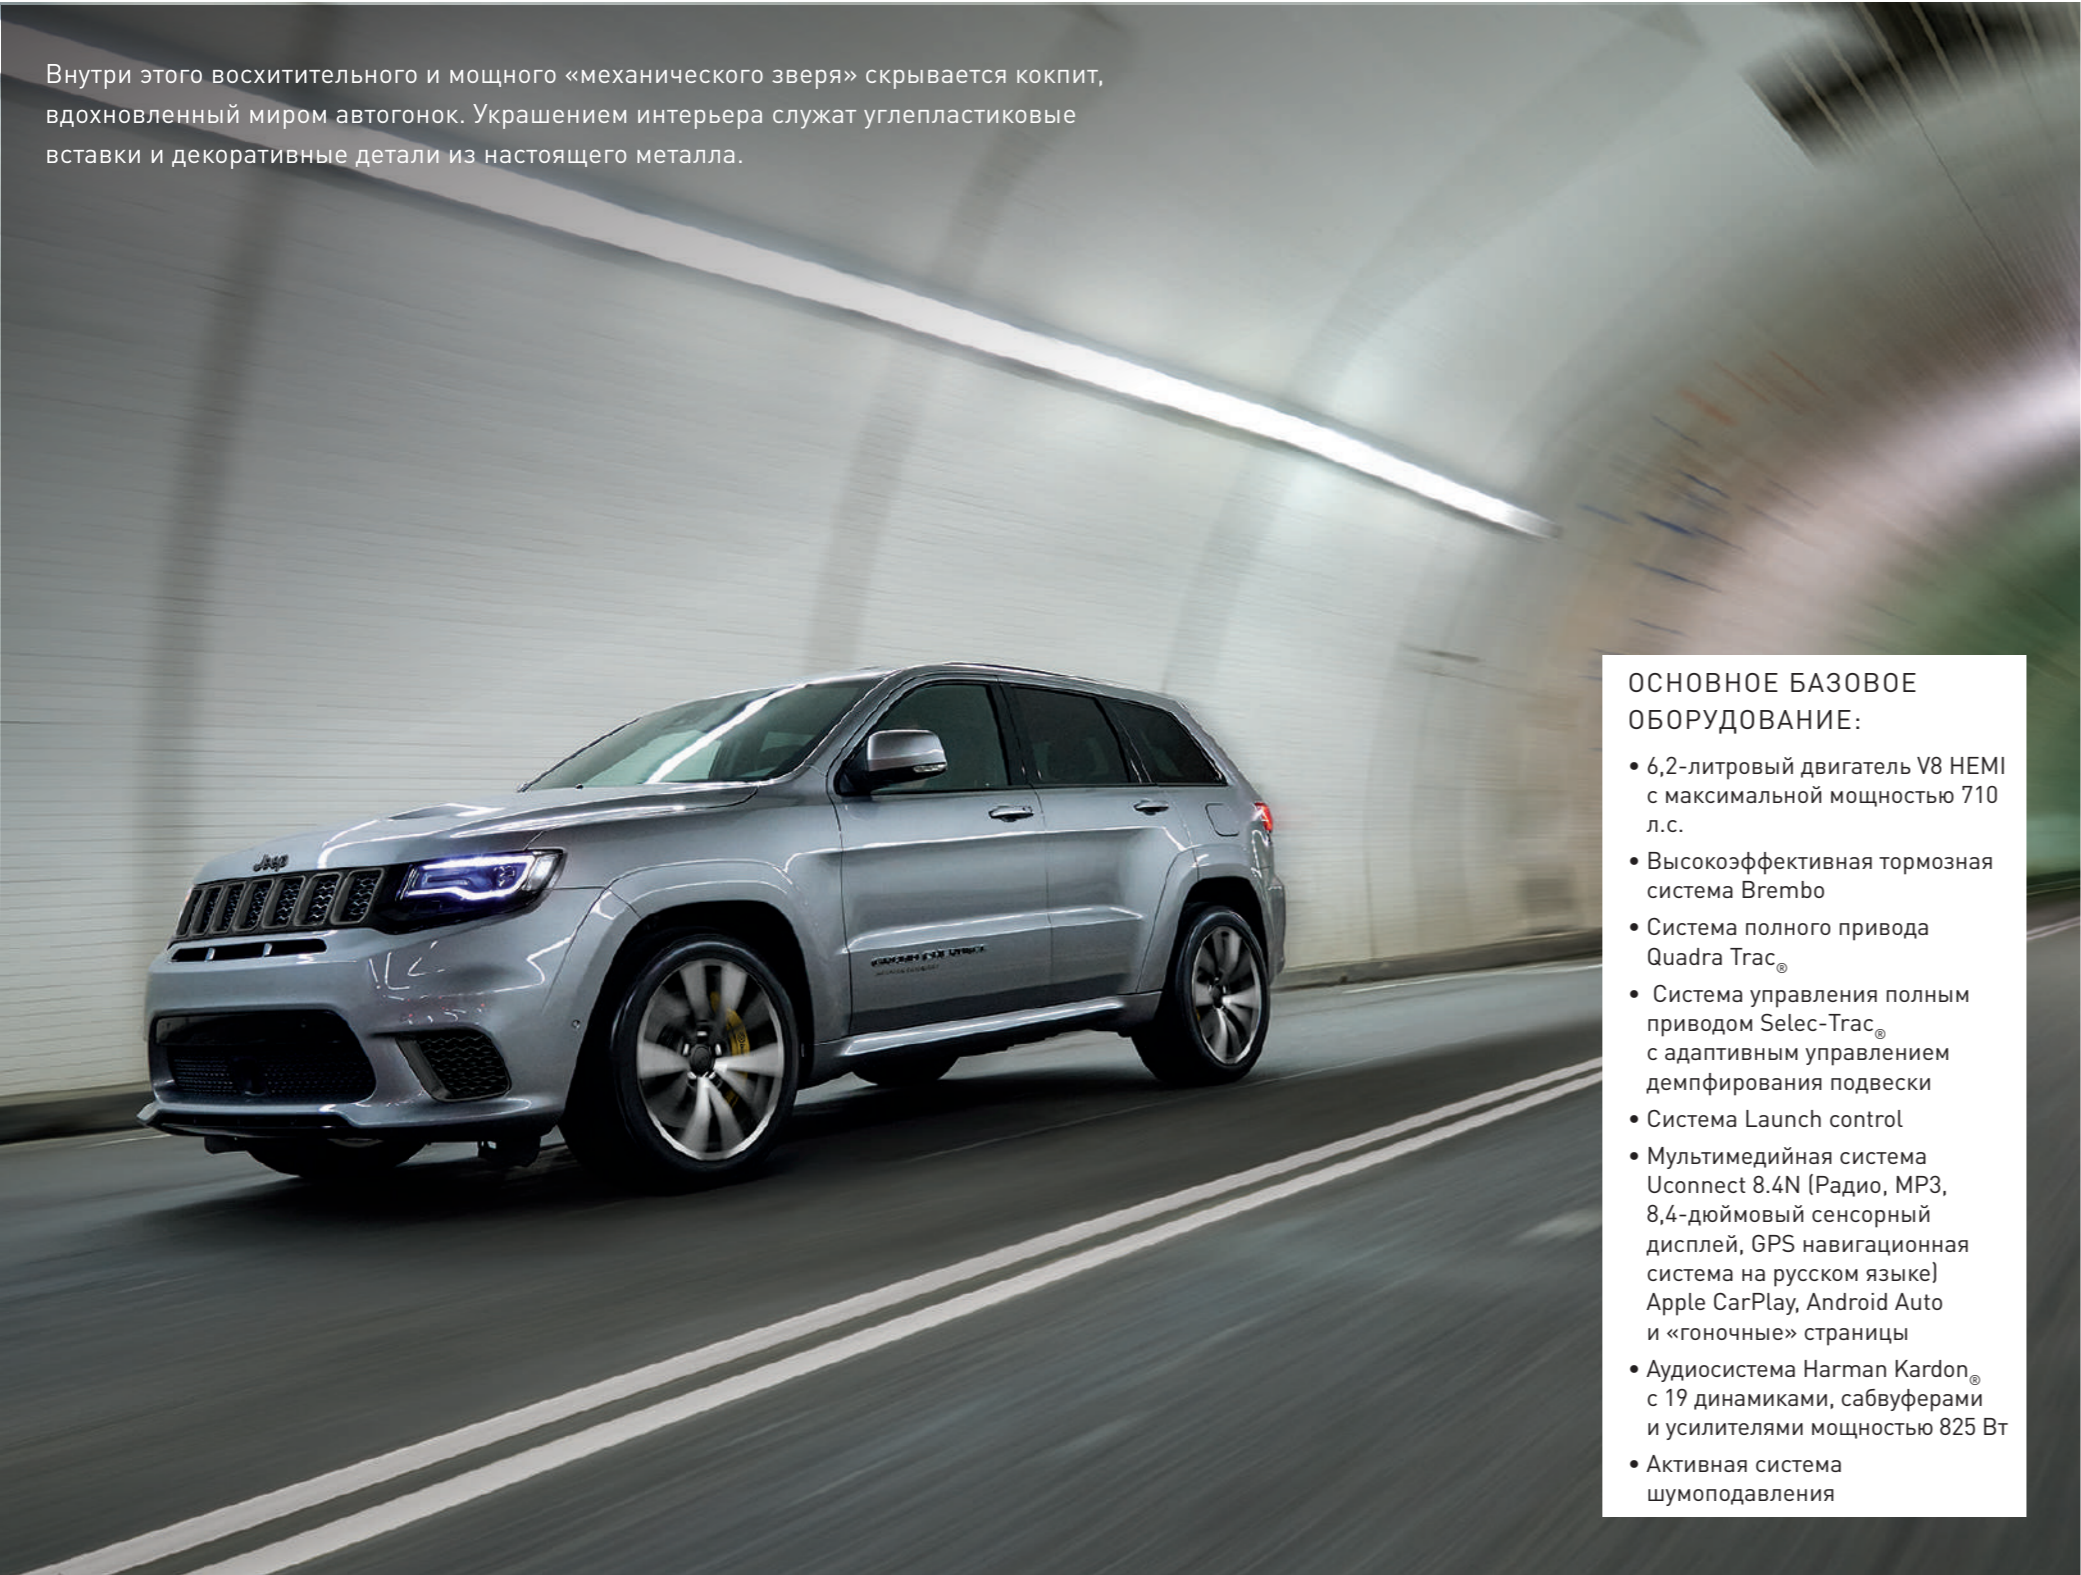 Внутри этого восхитительного и мощного «механического зверя» скрывается кокпит,
вдохновленный миром автогонок. Украшением интерьера служат углепластиковые
вставки и декоративные детали из настоящего металла.
Jeep
GRAND CHEROKEE
ОСНОВНОЕ БАЗОВОЕ
ОБОРУДОВАНИЕ:
• 6,2-литровый двигатель V8 HEMI
с максимальной мощностью 710
л.с.
• Высокоэффективная тормозная
система Brembo
• Система полного привода
Quadra Trac®
• Система управления полным
приводом Selec-Trac®
с адаптивным управлением
демпфирования подвески
• Система Launch control
• Мультимедийная система
Uconnect 8.4N (Радио, MP3,
8,4-дюймовый сенсорный
дисплей, GPS навигационная
система на русском языке)
Apple CarPlay, Android Auto
и «гоночные» страницы
• Аудиосистема Harman Kardon®
с 19 динамиками, сабвуферами
и усилителями мощностью 825 Вт
• Активная система
шумоподавления